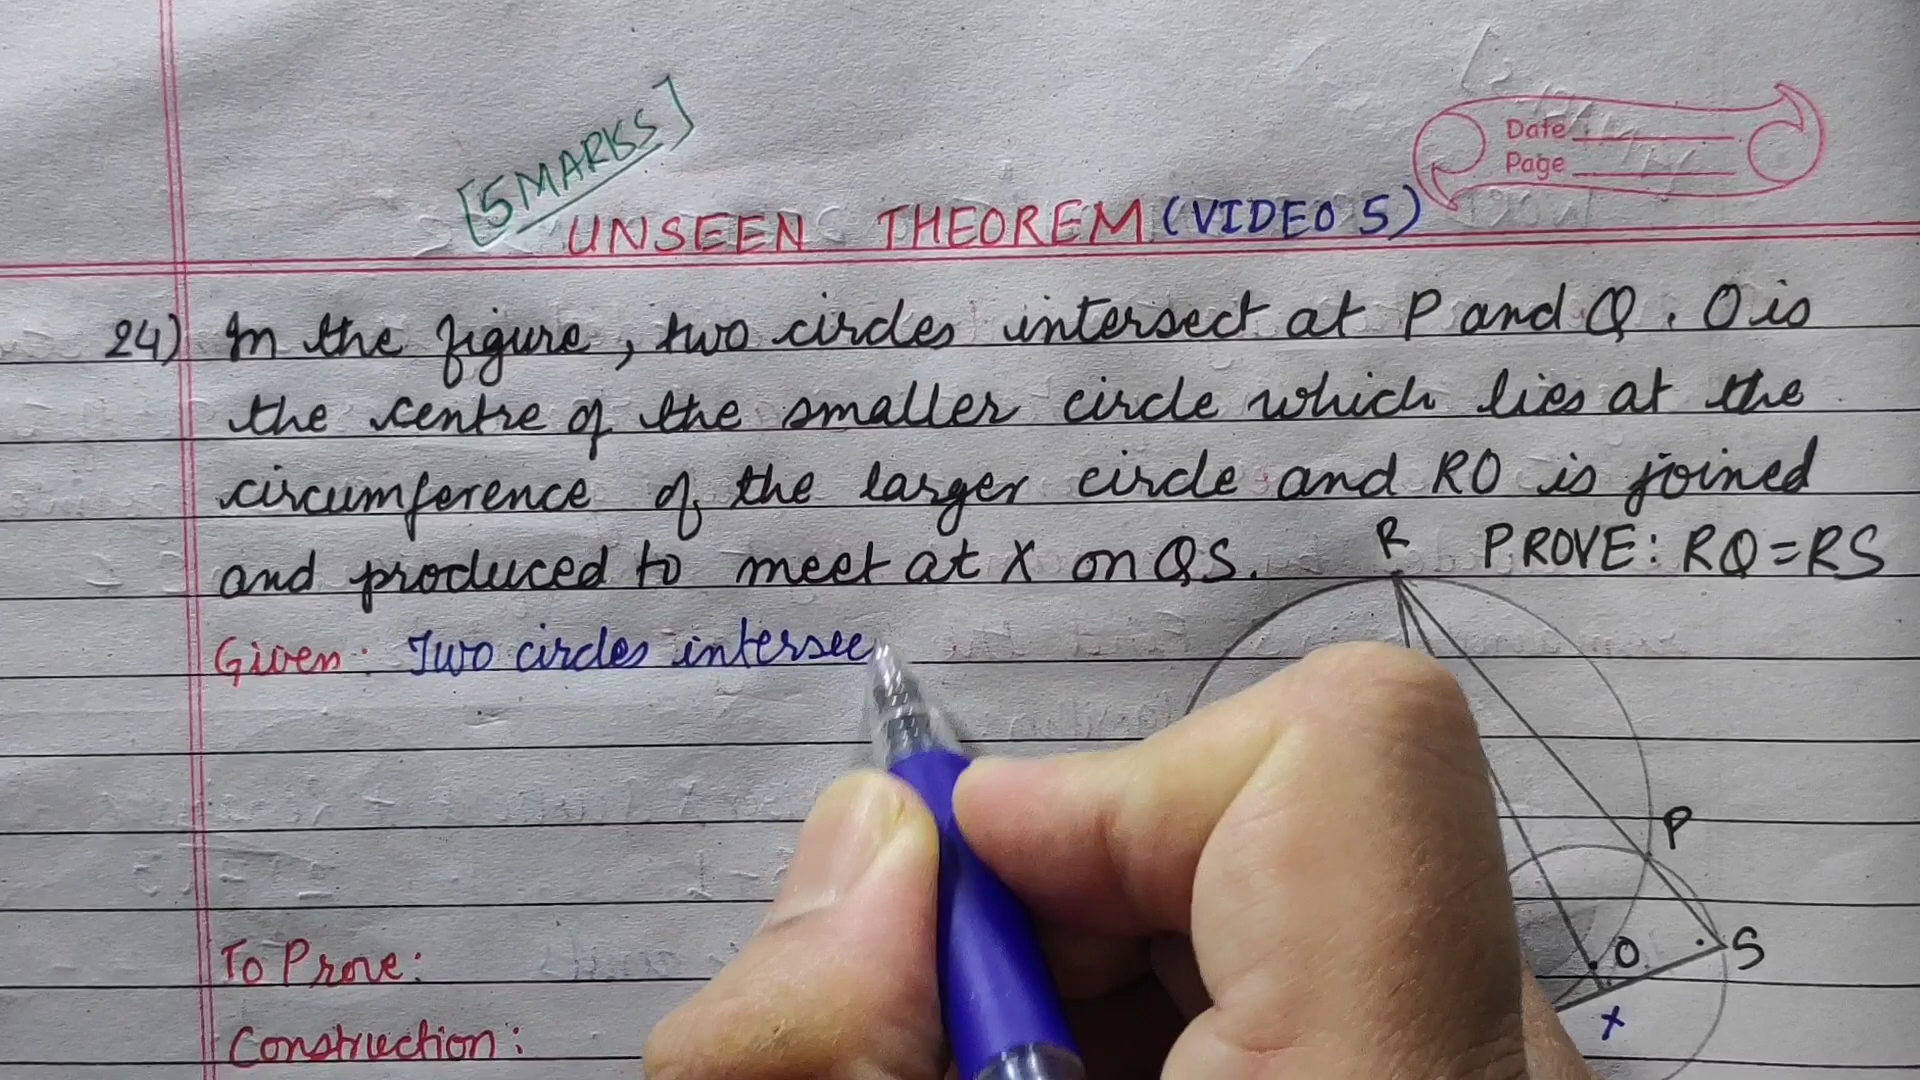 [5 MARKS]
Date
Page
UNSEEN THEOREM (VIDEO 5)
24) In the figure, two circles intersect at P and Q. O is
the centre of the smaller circle which lies at the
circumference of the larger circle and RO is joined
and produced to meet at X on QS.
R PROVE: RQ=RS
Given: Two circles intersec
P
To Prove:
O S
Construction:
X